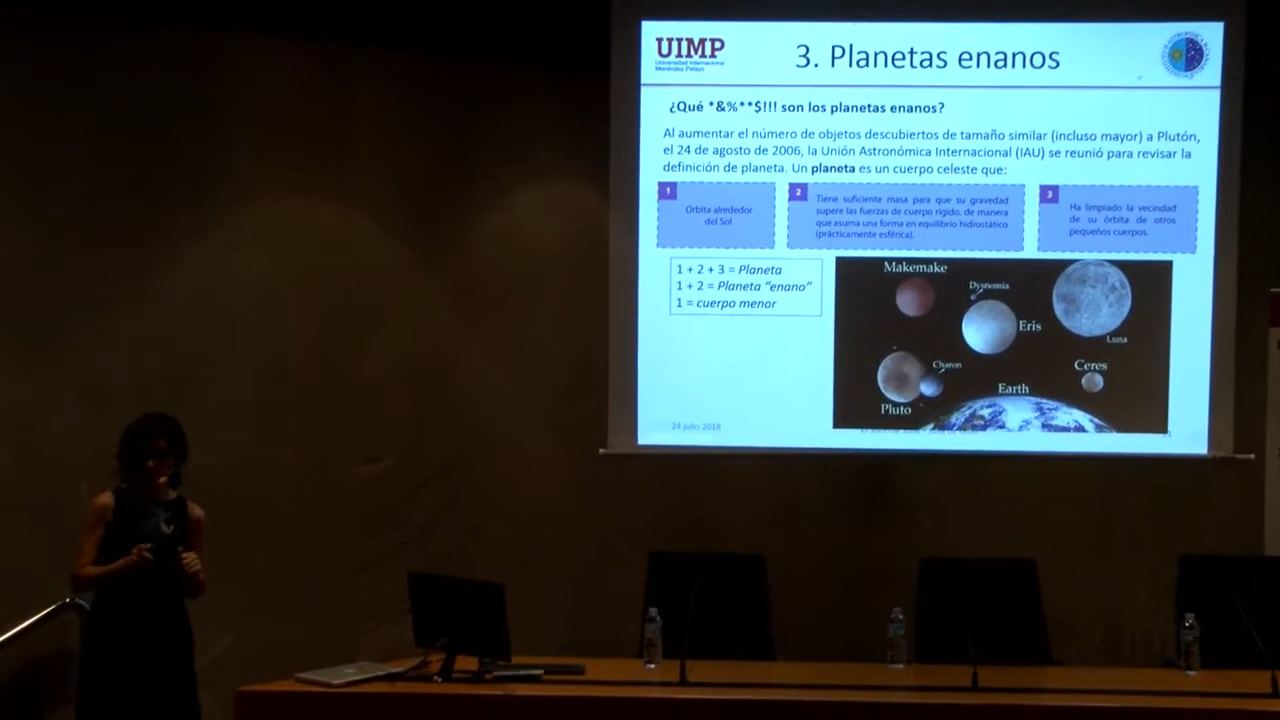 UIMP
Universidad Internacional
Menéndez Pelayo
3. Planetas enanos
¿Qué *&%**$!!! son los planetas enanos?
Al aumentar el número de objetos descubiertos de tamaño similar (incluso mayor) a Plutón,
el 24 de agosto de 2006, la Unión Astronómica Internacional (IAU) se reunió para revisar la
definición de planeta. Un planeta es un cuerpo celeste que:
1
Orbita alrededor
del Sol
2
Tiene suficiente masa para que su gravedad
supere las fuerzas de cuerpo rígido, de manera
que asuma una forma en equilibrio hidrostático
(prácticamente esférica).
3
Ha limpiado la vecindad
de su órbita de otros
pequeños cuerpos.
1 + 2 + 3 = Planeta
1 + 2 = Planeta “enano”
1 = cuerpo menor
Makemake
Dysnomia
Eris
Luna
Charon
Ceres
Pluto
Earth
24 julio 2018